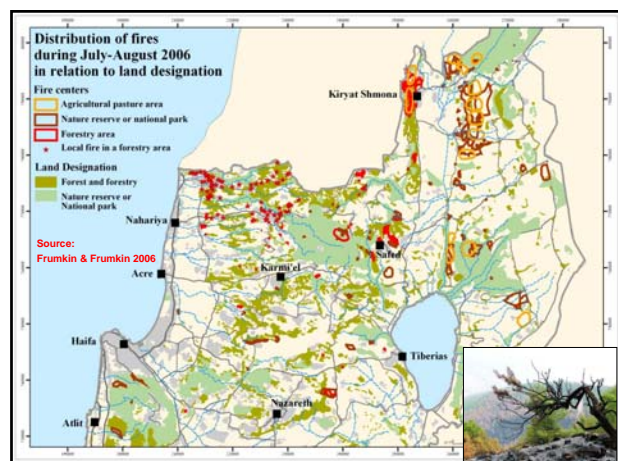 Distribution of fires
during July-August 2006
in relation to land designation
Fire centers
Agricultural pasture area
Nature reserve or national park
Forestry area
Local fire in a forestry area
Land Designation
Forest and forestry
Nature reserve or
National park
Kiryat Shmona
Nahariya
Source:
Frumkin & Frumkin 2006
Safed
Acre
Karmi'el
Haifa
Tiberias
Nazareth
Atlit